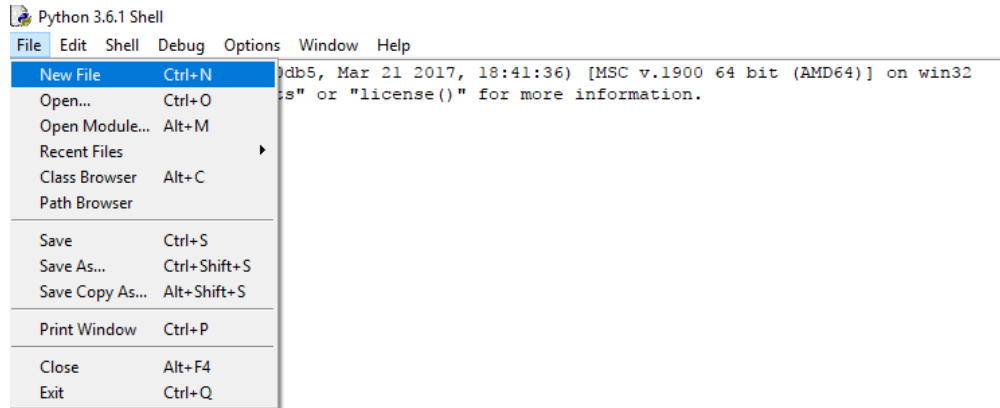 Python 3.6.1 Shell
File Edit Shell Debug Options Window Help
New File Ctrl+N
db5, Mar 21 2017, 18:41:36) [MSC v.1900 64 bit (AMD64)] on win32
Open... Ctrl+O
s" or "license()" for more information.
Open Module... Alt+M
Recent Files
Class Browser Alt+C
Path Browser
Save Ctrl+S
Save As... Ctrl+Shift+S
Save Copy As... Alt+Shift+S
Print Window Ctrl+P
Close Alt+F4
Exit Ctrl+Q